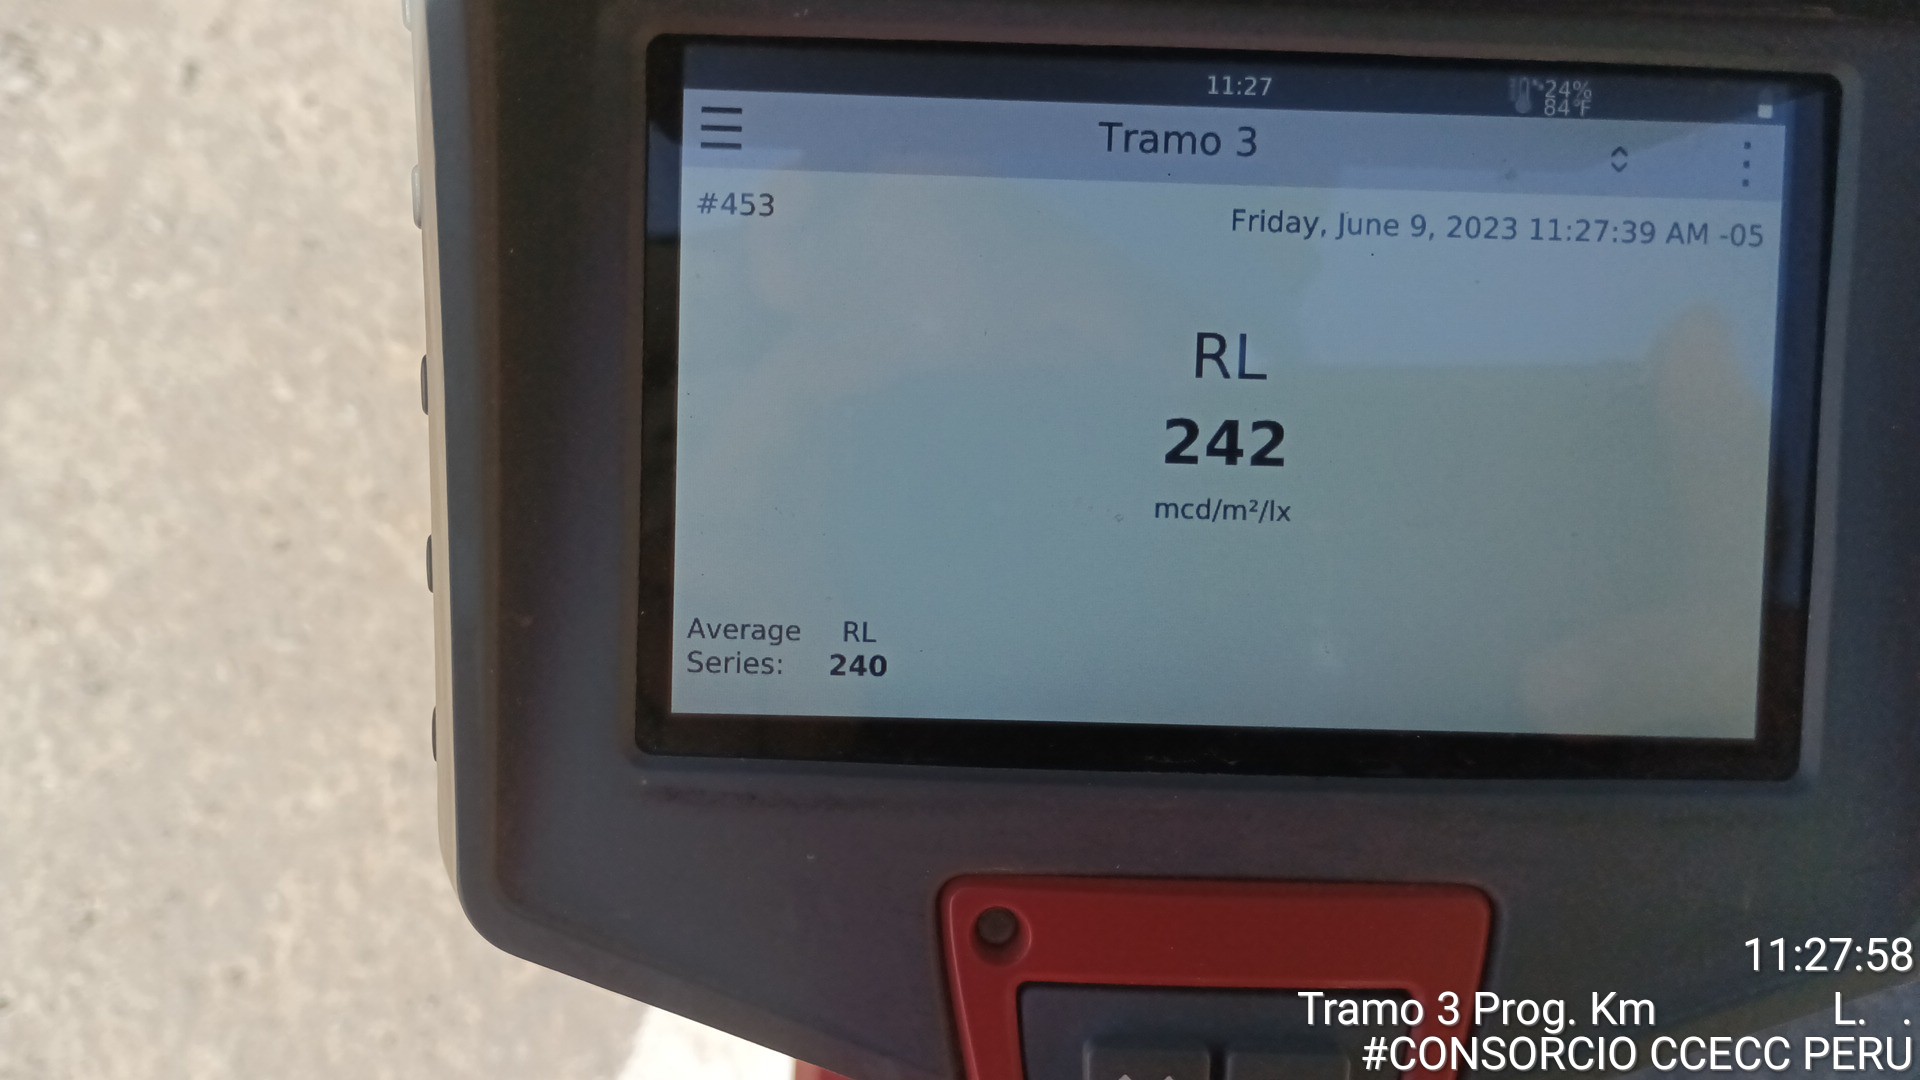 11:27
24%
84°F
Tramo 3
#453
Friday, June 9, 2023 11:27:39 AM -05
RL
242
mcd/m²/lx
Average RL
Series: 240
11:27:58
Tramo 3 Prog. Km L. .
#CONSORCIO CCECC PERU